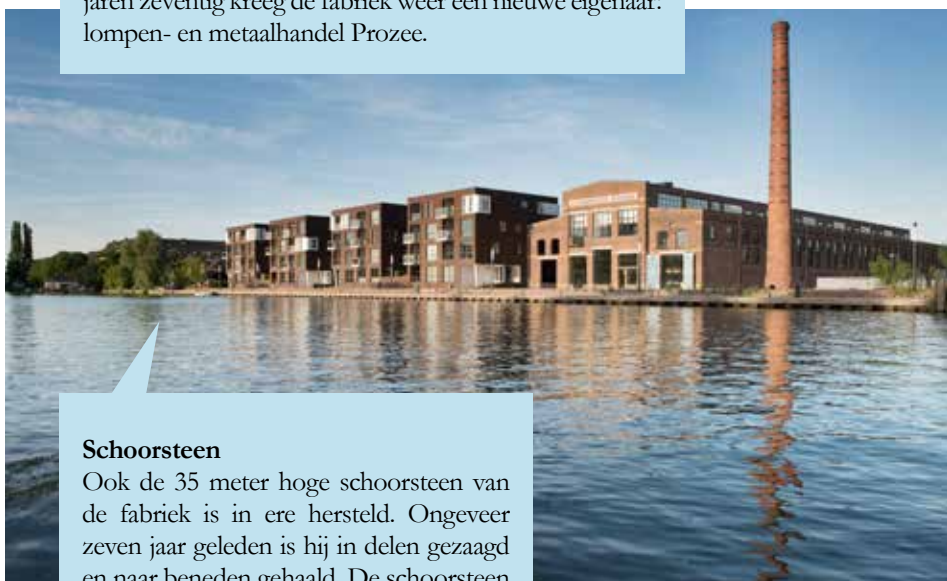 jaren zeventig kreeg de fabriek weer een nieuwe eigenaar:
lompen- en metaalhandel Prozee.
Schoorsteen
Ook de 35 meter hoge schoorsteen van
de fabriek is in ere hersteld. Ongeveer
zeven jaar geleden is hij in delen gezaagd
en naar beneden gehaald. De schoorsteen